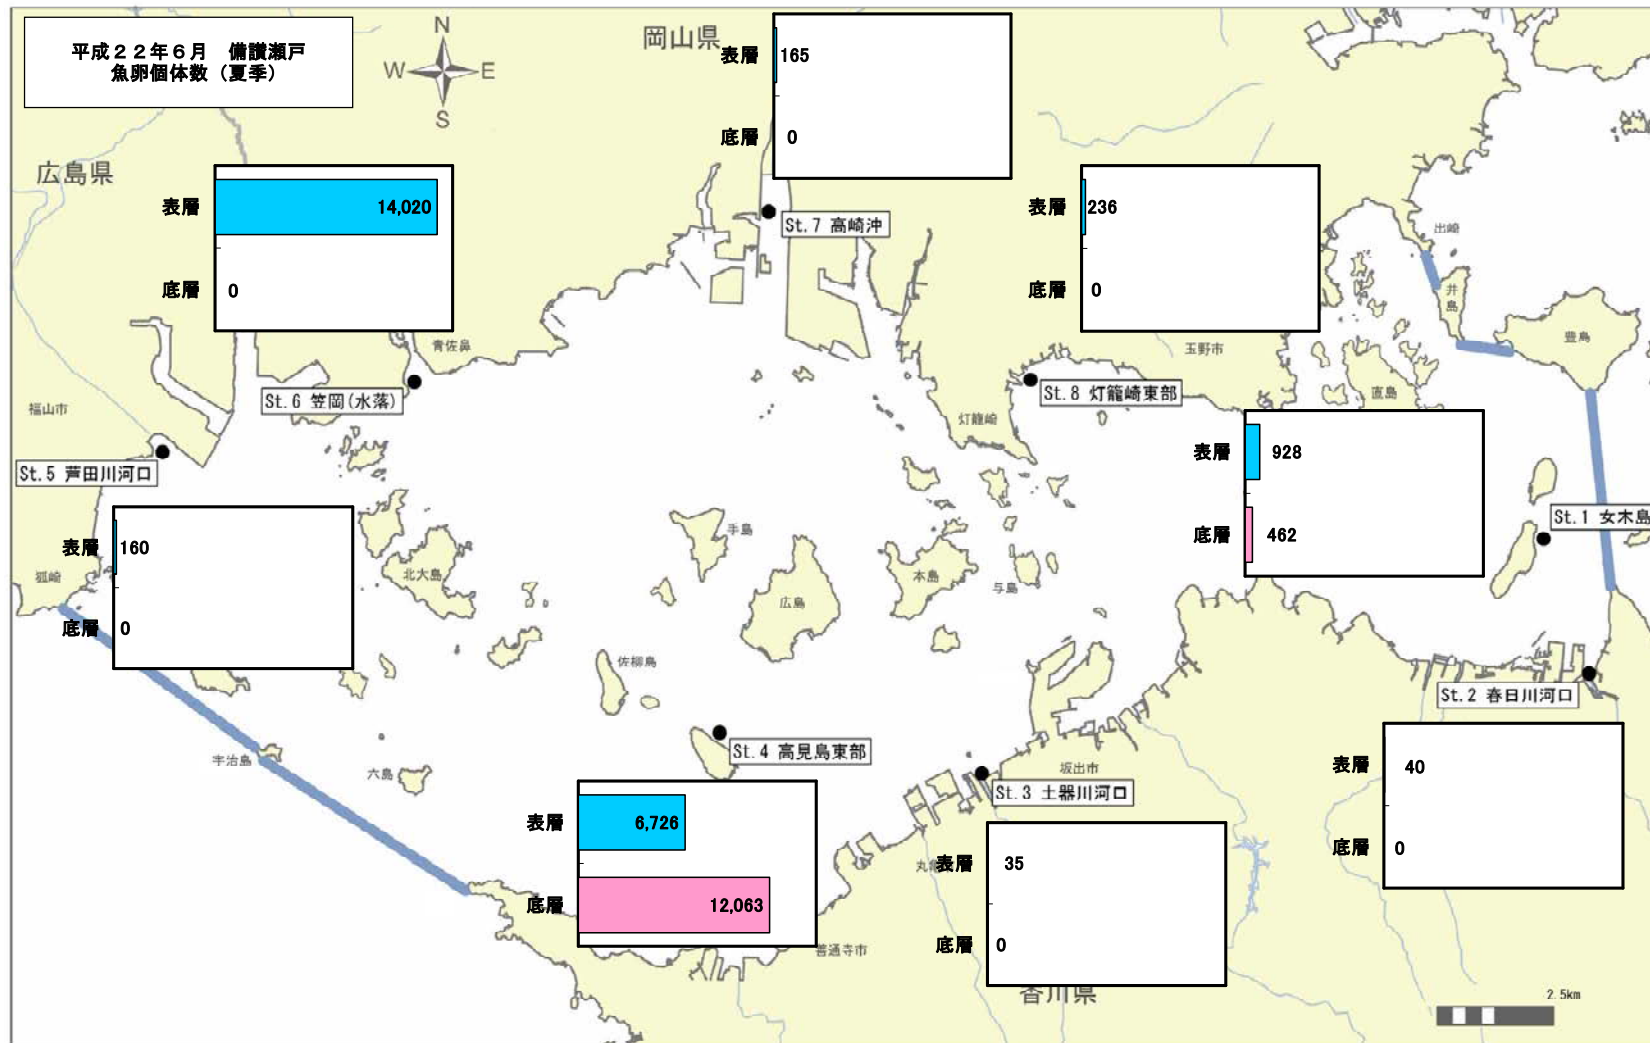 平成２２年６月　備讃瀬戸
魚卵個体数（夏季）
N
W
E
S
岡山県
表層
165
底層
0
広島県
表層
14,020
底層
0
表層
236
底層
0
St.7 高崎沖
出崎
井島
豊島
青佐鼻
玉野市
St.6 笠岡(水落)
St.8 灯籠崎東部
直島
福山市
灯籠崎
St.5 芦田川河口
表層
928
底層
462
St.1 女木島
手島
表層
160
底層
0
狐崎
北大島
本島
与島
広島
佐柳島
St.2 春日川河口
St.4 高見島東部
宇治島
六島
坂出市
St.3 土器川河口
表層
40
底層
0
表層
6,726
底層
12,063
表層
35
底層
0
善通寺市
香川県
2.5km